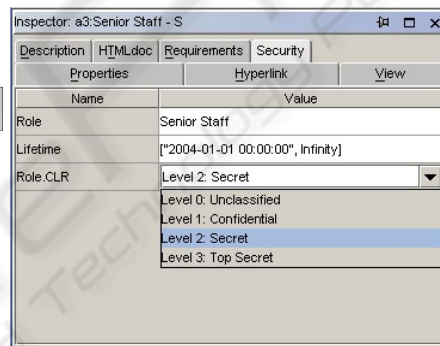 Inspector: a3:Senior Staff - S
Description HTMLdoc Requirements Security
Properties Hyperlink View
Name Value
Role Senior Staff
Lifetime ["2004-01-01 00:00:00", Infinity]
Role.CLR Level 2: Secret
Level 0: Unclassified
Level 1: Confidential
Level 2: Secret
Level 3: Top Secret